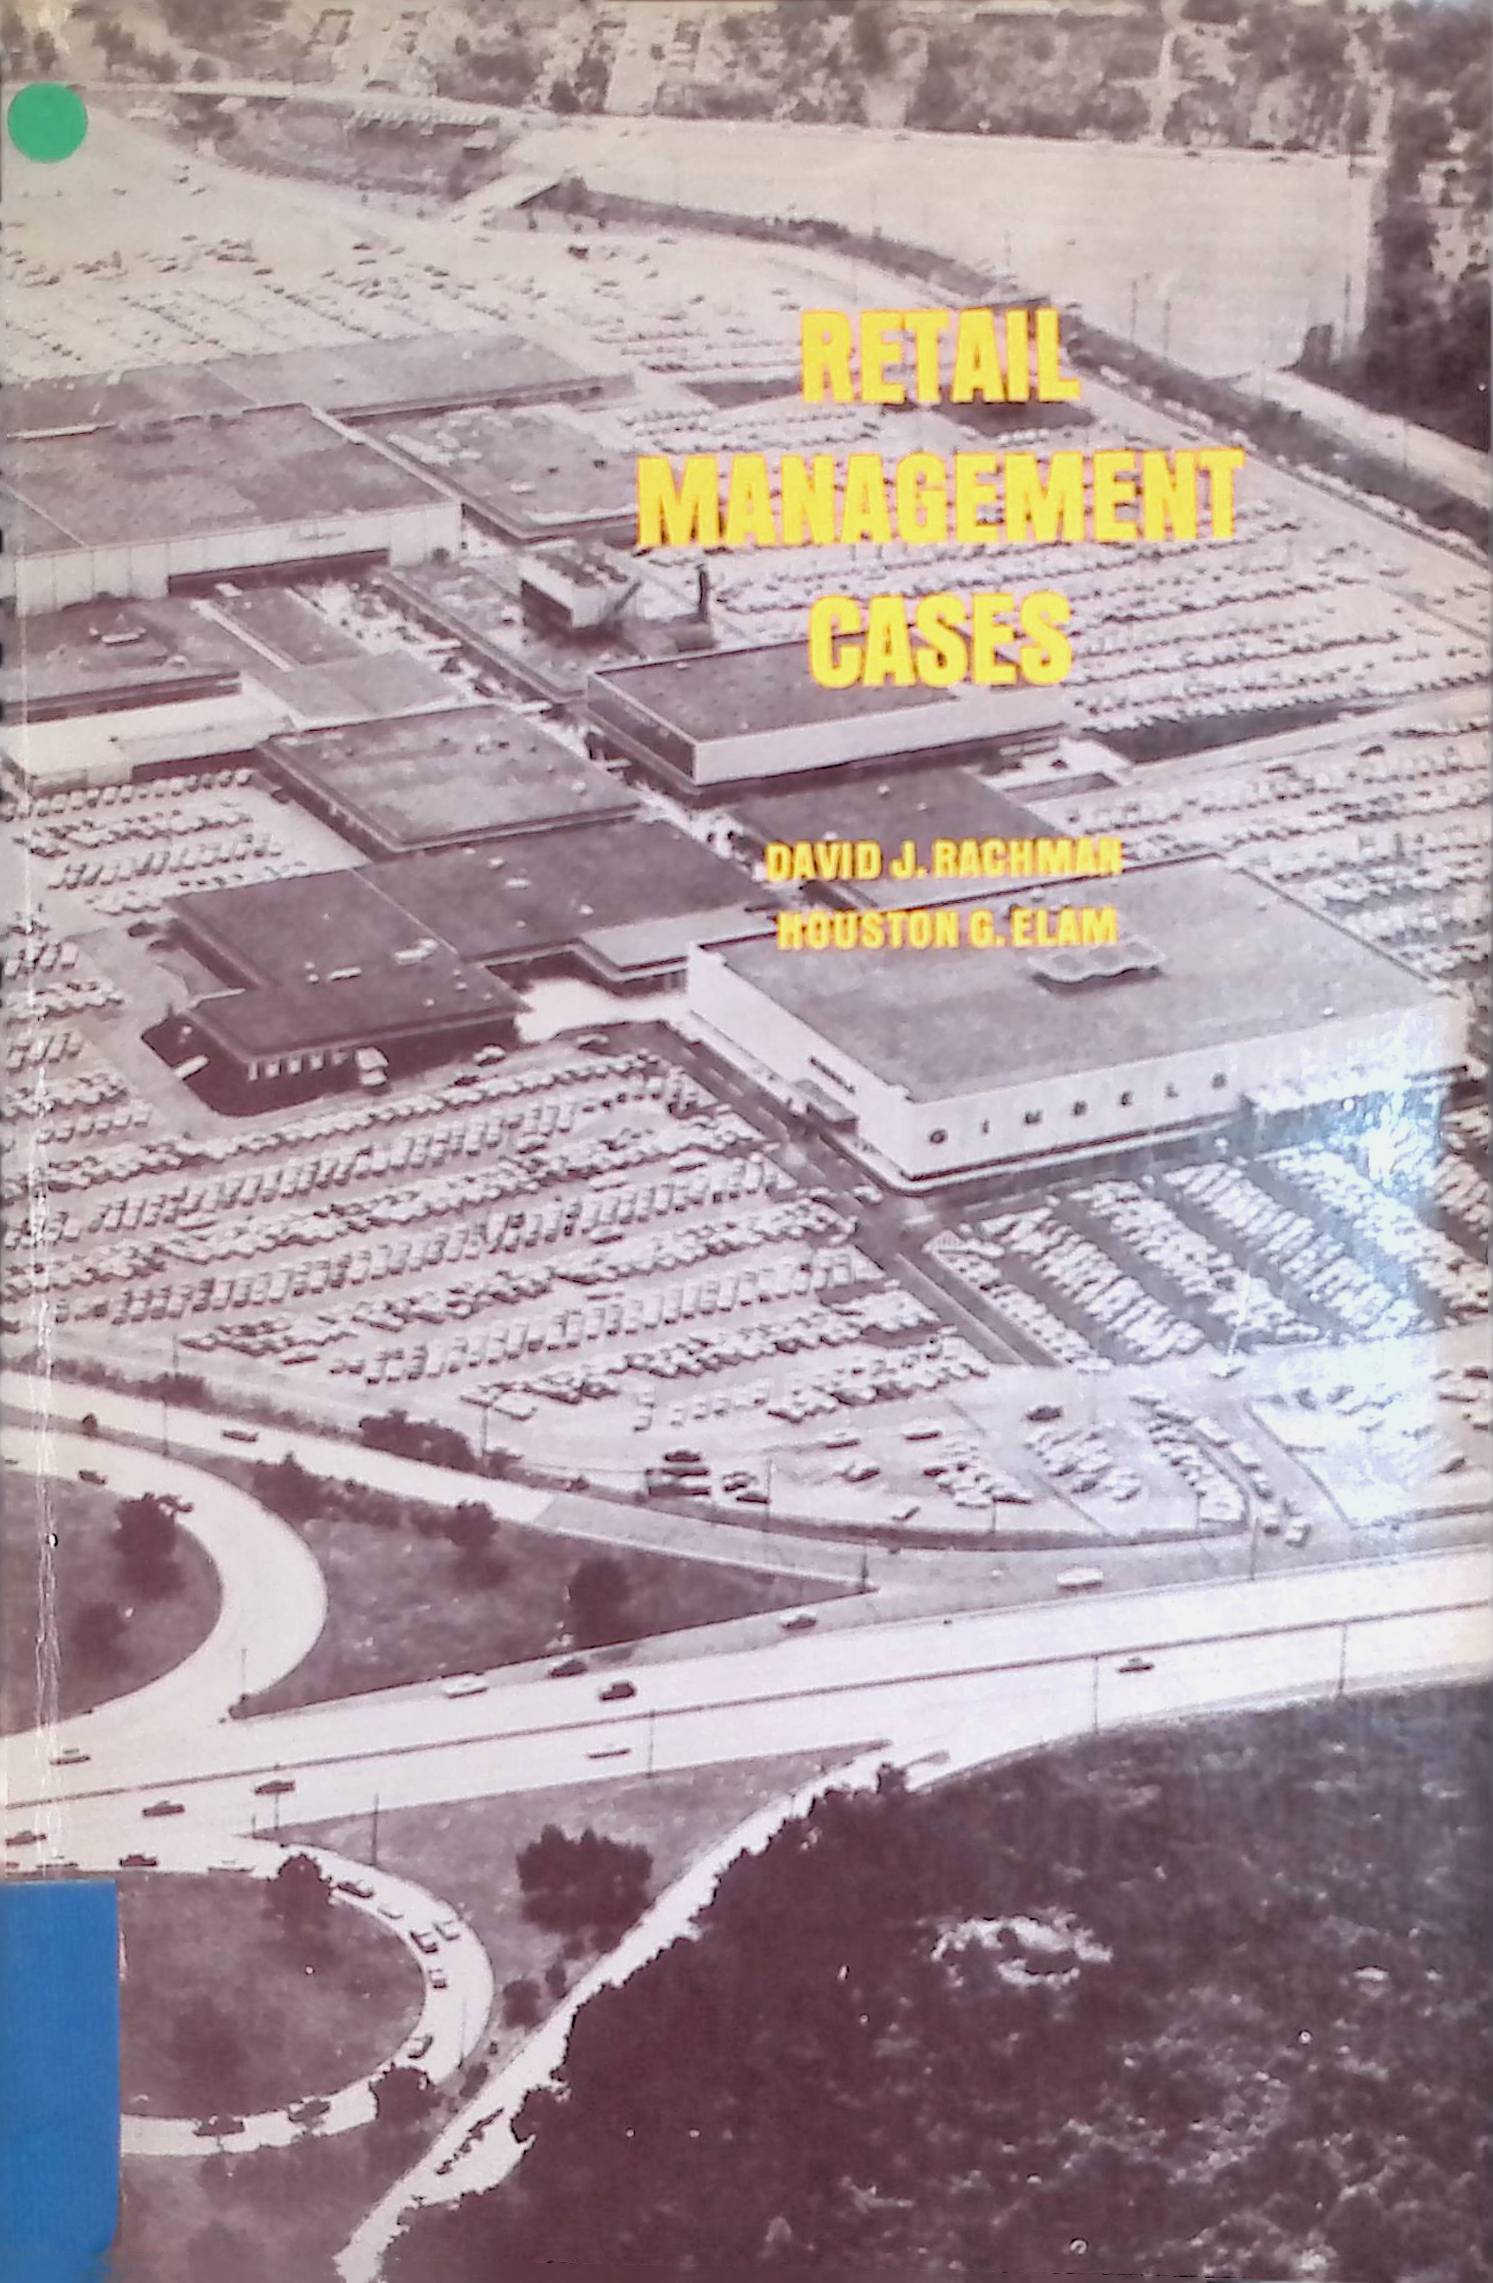 RETAIL
MANAGEMENT
CASES
DAVID J. RACHMAN
HOUSTON G. ELAM
GIMBELS